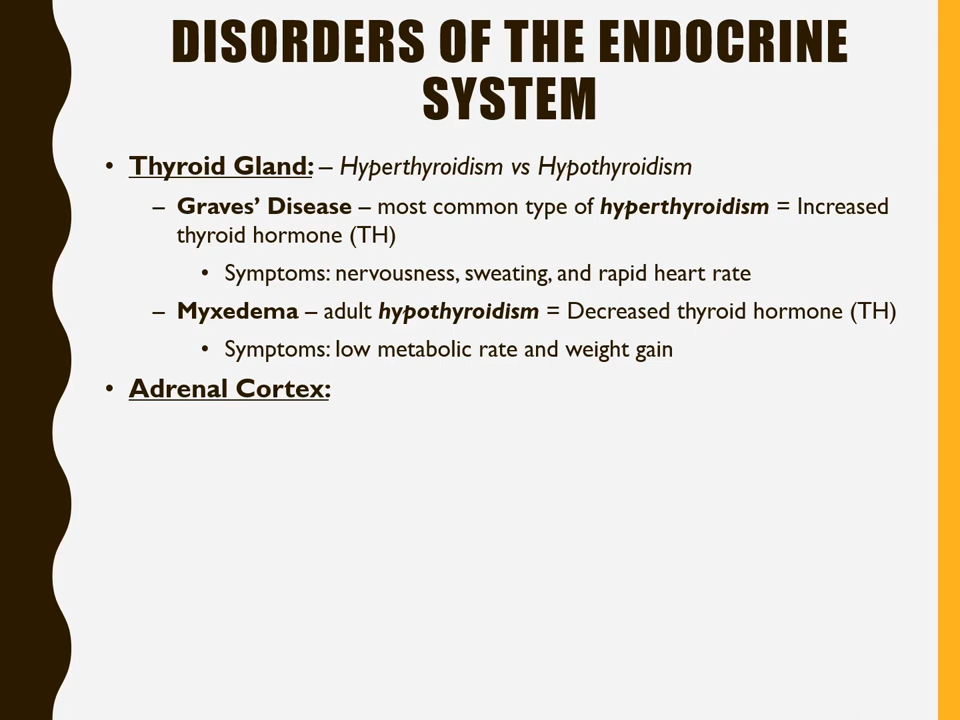 DISORDERS OF THE ENDOCRINE
SYSTEM
• Thyroid Gland: – Hyperthyroidism vs Hypothyroidism
– Graves’ Disease – most common type of hyperthyroidism = Increased
thyroid hormone (TH)
• Symptoms: nervousness, sweating, and rapid heart rate
– Myxedema – adult hypothyroidism = Decreased thyroid hormone (TH)
• Symptoms: low metabolic rate and weight gain
• Adrenal Cortex: